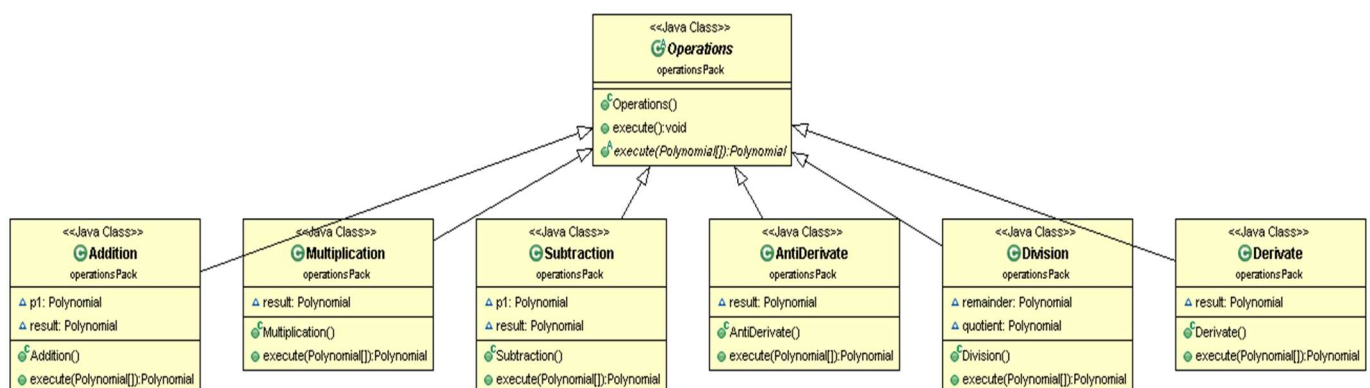 <<Java Class>>
Operations
operationsPack
Operations()
execute():void
execute(Polynomial[]):Polynomial
<<Java Class>>
Addition
operationsPack
p1: Polynomial
result: Polynomial
Addition()
execute(Polynomial[]):Polynomial
<<Java Class>>
Multiplication
operationsPack
result: Polynomial
Multiplication()
execute(Polynomial[]):Polynomial
<<Java Class>>
Subtraction
operationsPack
p1: Polynomial
result: Polynomial
Subtraction()
execute(Polynomial[]):Polynomial
<<Java Class>>
AntiDerivate
operationsPack
result: Polynomial
AntiDerivate()
execute(Polynomial[]):Polynomial
<<Java Class>>
Division
operationsPack
remainder: Polynomial
quotient: Polynomial
Division()
execute(Polynomial[]):Polynomial
<<Java Class>>
Derivate
operationsPack
result: Polynomial
Derivate()
execute(Polynomial[]):Polynomial